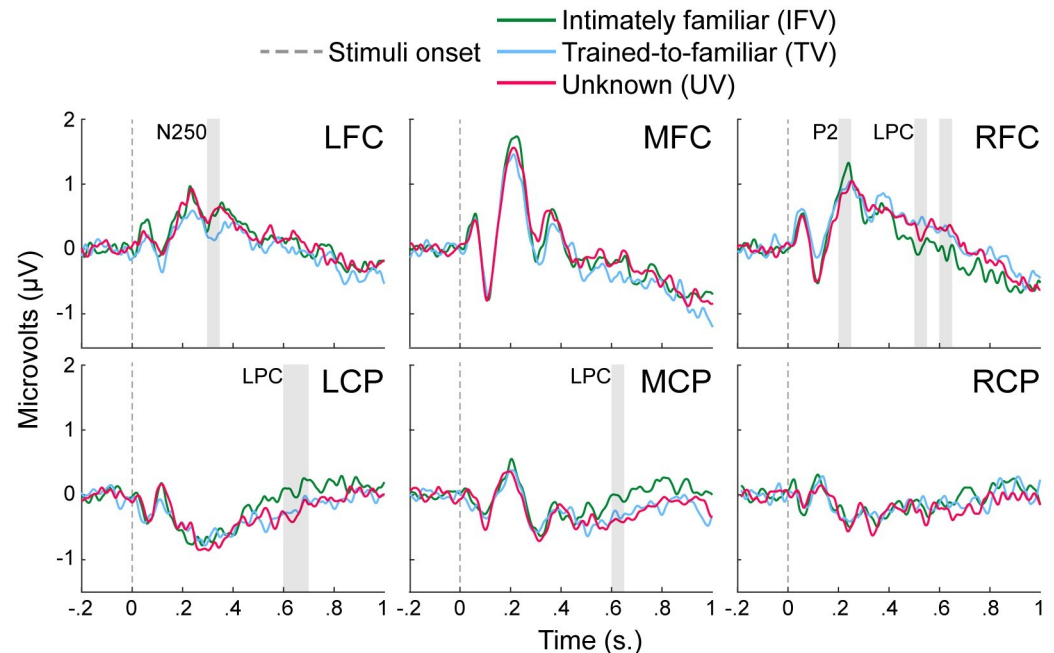 Intimately familiar (IFV)
Stimuli onset
Trained-to-familiar (TV)
Unknown (UV)
2
N250
LFC
MFC
P2
LPC
RFC
1
0
-1
2
LPC
LCP
LPC
MCP
RCP
1
0
-1
-.2 0 .2 .4 .6 .8 1
-.2 0 .2 .4 .6 .8 1
-.2 0 .2 .4 .6 .8 1
Microvolts (µV)
Time (s.)